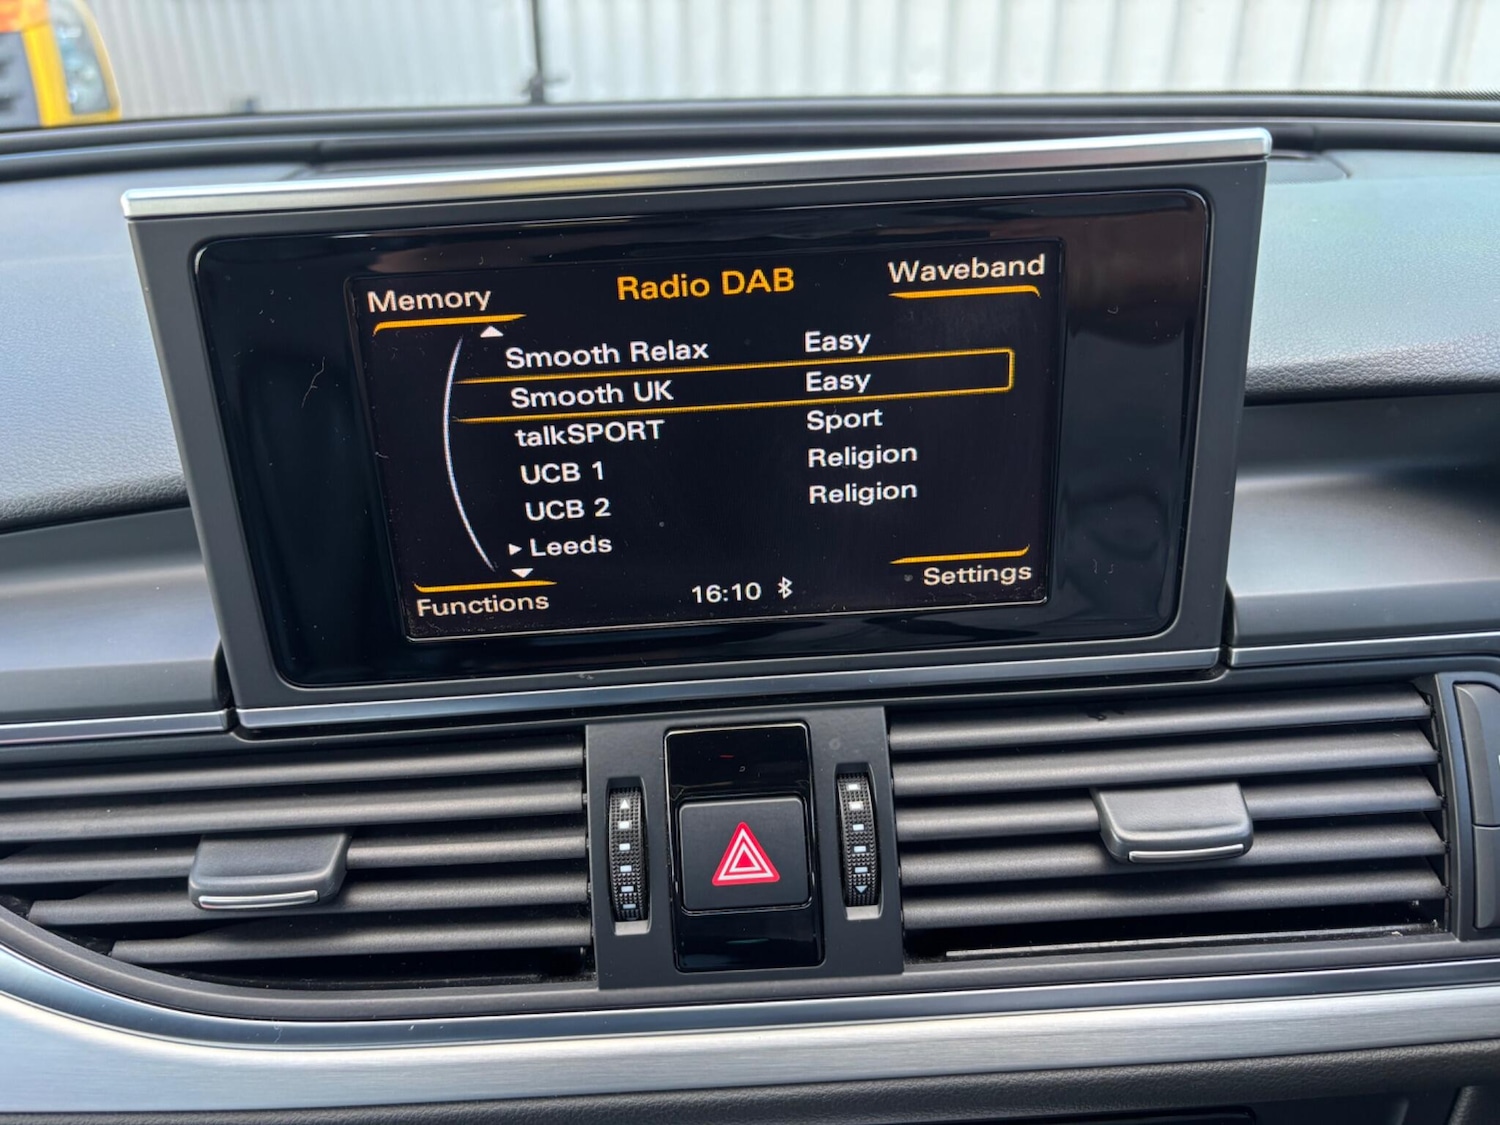 Memory Radio DAB Waveband
Smooth Relax Easy
Smooth UK Easy
talkSPORT Sport
UCB 1 Religion
UCB 2 Religion
Leeds
Functions 16:10 Settings